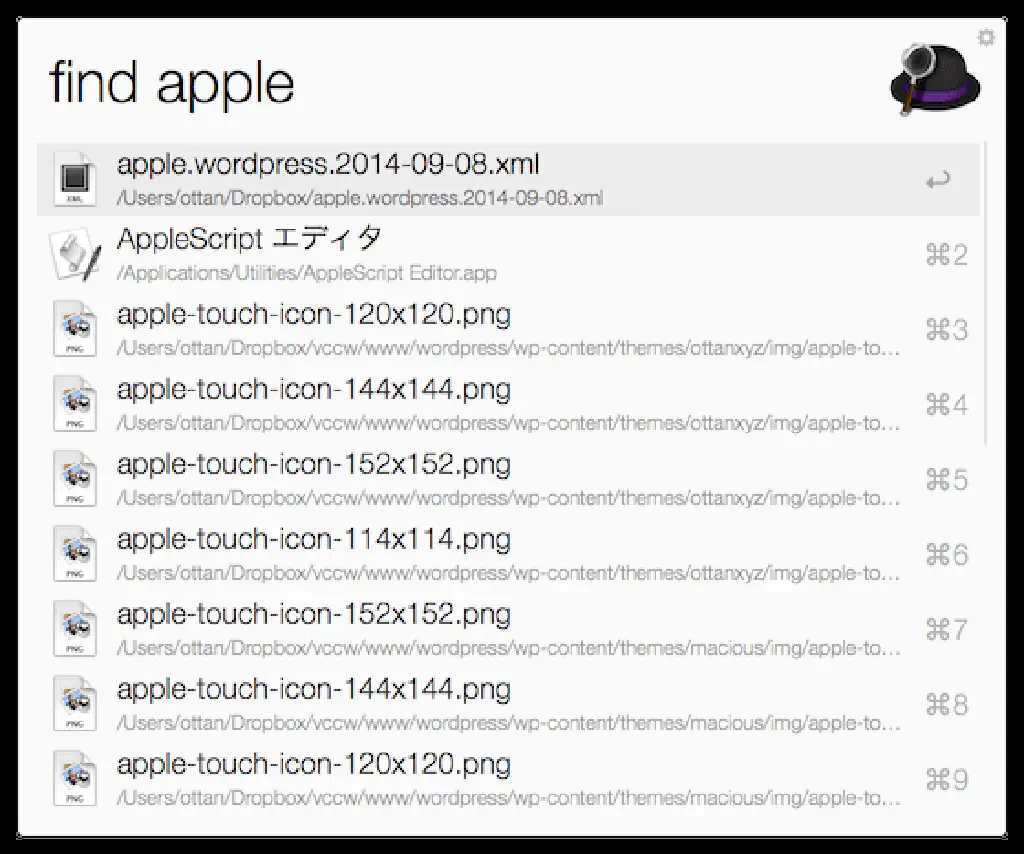 find apple
apple.wordpress.2014-09-08.xml
/Users/ottan/Dropbox/apple.wordpress.2014-09-08.xml
XML
AppleScript エディタ
/Applications/Utilities/AppleScript Editor.app
⌘2
apple-touch-icon-120x120.png
/Users/ottan/Dropbox/vccw/www/wordpress/wp-content/themes/ottanxyz/img/apple-to...
PNG
⌘3
apple-touch-icon-144x144.png
/Users/ottan/Dropbox/vccw/www/wordpress/wp-content/themes/ottanxyz/img/apple-to...
PNG
⌘4
apple-touch-icon-152x152.png
/Users/ottan/Dropbox/vccw/www/wordpress/wp-content/themes/ottanxyz/img/apple-to...
PNG
⌘5
apple-touch-icon-114x114.png
/Users/ottan/Dropbox/vccw/www/wordpress/wp-content/themes/ottanxyz/img/apple-to...
PNG
⌘6
apple-touch-icon-152x152.png
/Users/ottan/Dropbox/vccw/www/wordpress/wp-content/themes/macious/img/apple-to...
PNG
⌘7
apple-touch-icon-144x144.png
/Users/ottan/Dropbox/vccw/www/wordpress/wp-content/themes/macious/img/apple-to...
PNG
⌘8
apple-touch-icon-120x120.png
/Users/ottan/Dropbox/vccw/www/wordpress/wp-content/themes/macious/img/apple-to...
PNG
⌘9